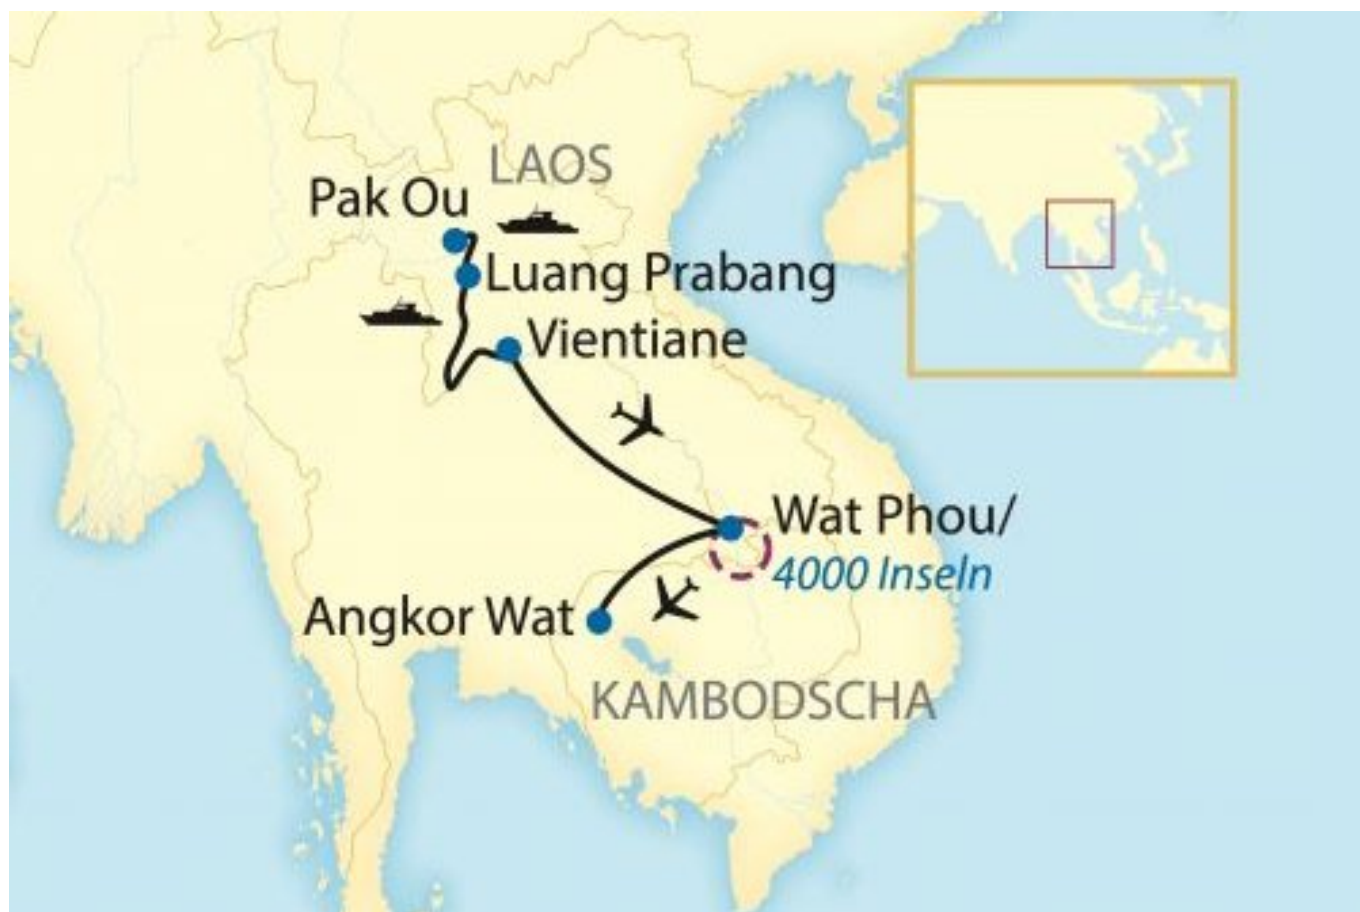 LAOS
Pak Ou
Luang Prabang
Vientiane
Wat Phou/
4000 Inseln
Angkor Wat
KAMBODSCHA